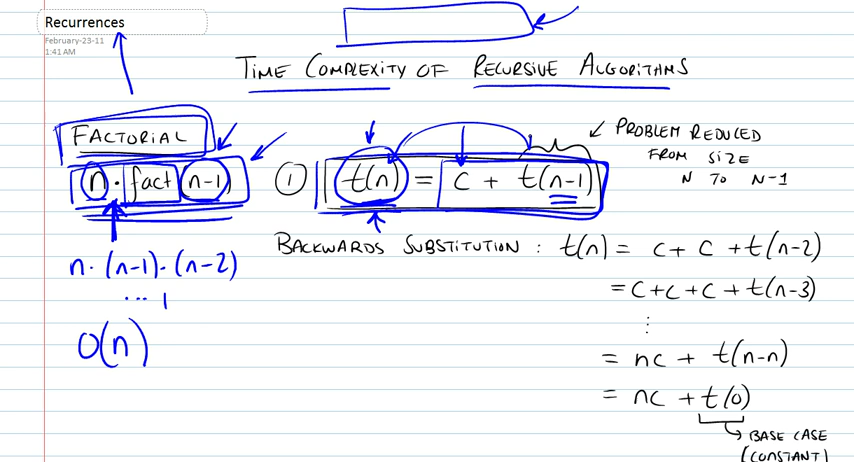 Recurrences
February-23-11
1:41 AM
TIME COMPLEXITY OF RECURSIVE ALGORITHMS
FACTORIAL
n · fact (n-1)
① t(n) = c + t(n-1)
PROBLEM REDUCED
FROM SIZE
N TO N-1
n · (n-1) · (n-2)
... 1
O(n)
BACKWARDS SUBSTITUTION : t(n) = c + c + t(n-2)
= c + c + c + t(n-3)
⋮
= nc + t(n-n)
= nc + t(0)
BASE CASE
(CONSTANT)